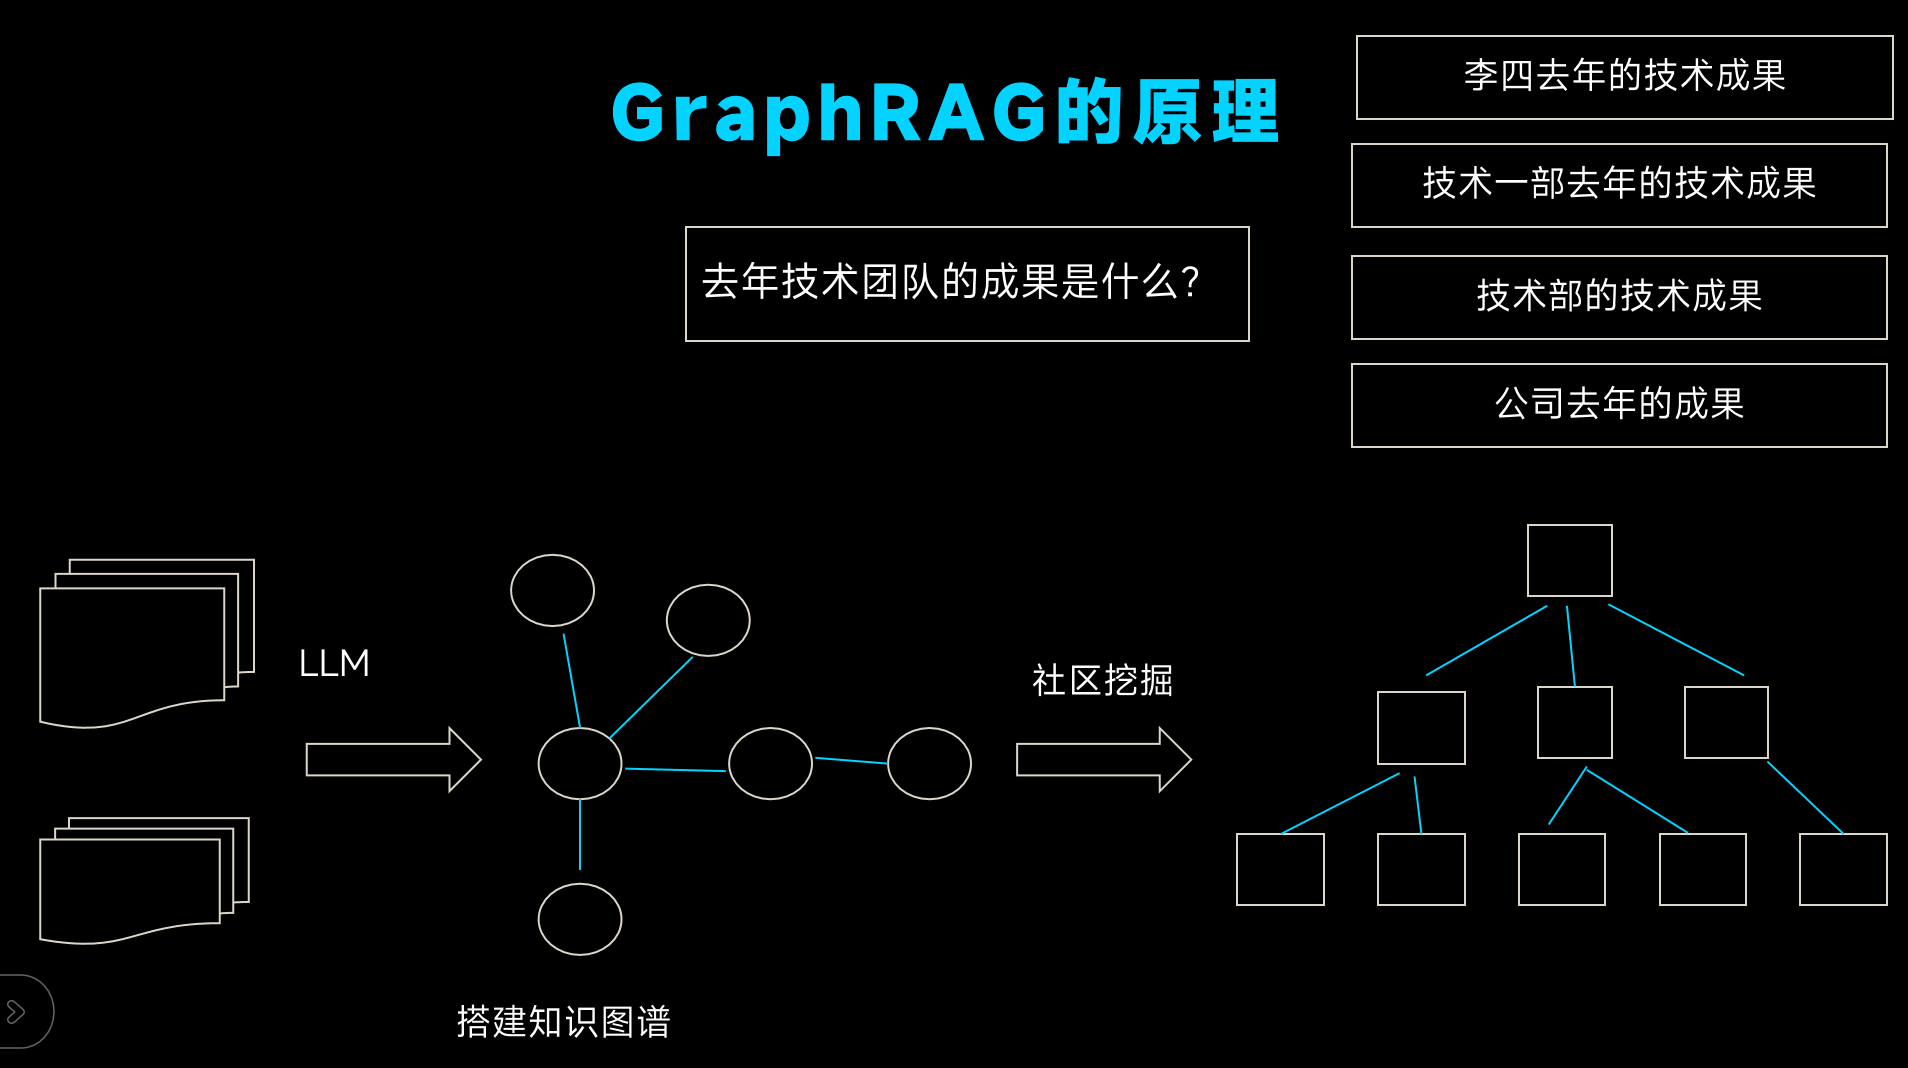 GraphRAG的原理
去年技术团队的成果是什么？
李四去年的技术成果
技术一部去年的技术成果
技术部的技术成果
公司去年的成果
LLM
社区挖掘
搭建知识图谱